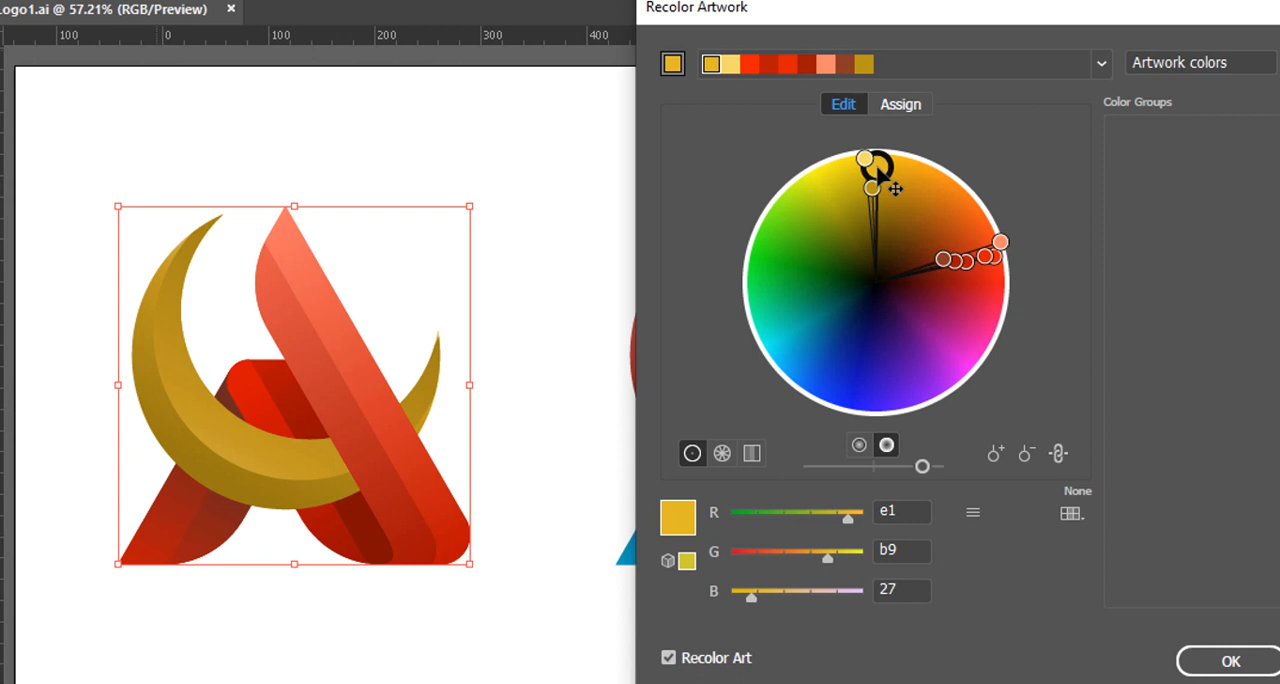 ogo1.ai @ 57.21% (RGB/Preview) ×
Recolor Artwork
100 0 100 200 300 400
Artwork colors
Edit Assign
Color Groups
None
R e1
G b9
B 27
Recolor Art
OK